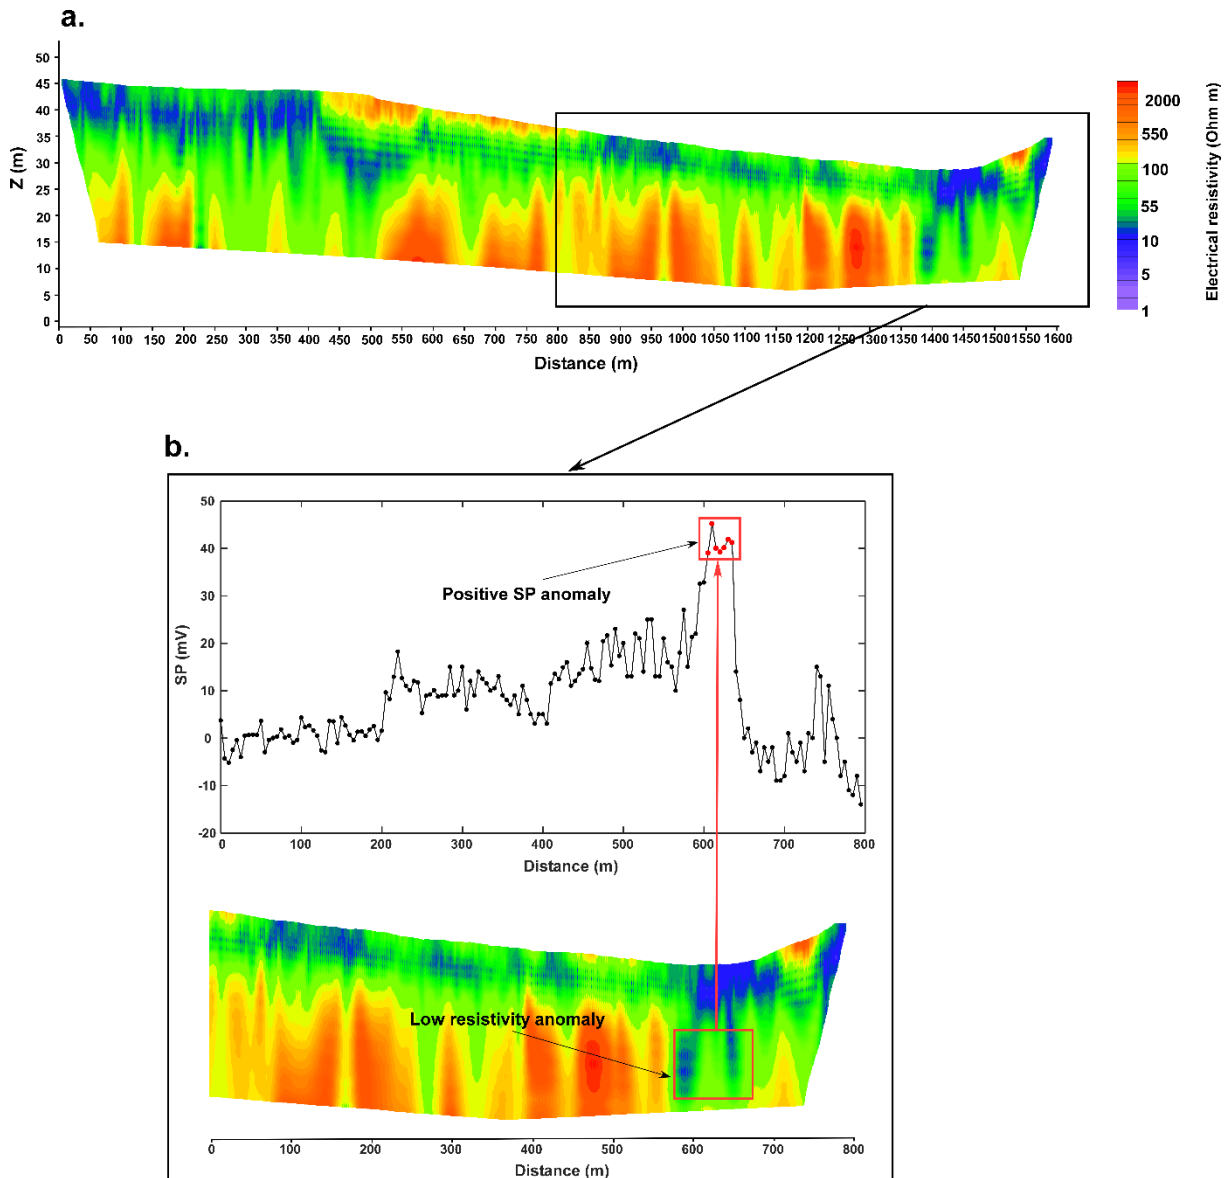 a.
50
45
40
35
30
25
20
15
10
5
0
Z (m)
0 50 100 150 200 250 300 350 400 450 500 550 600 650 700 750 800 850 900 950 1000 1050 1100 1150 1200 1250 1300 1350 1400 1450 1500 1550 1600
Distance (m)
2000
550
100
55
10
5
1
Electrical resistivity (Ohm m)
b.
50
40
30
20
10
0
-10
-20
SP (mV)
Positive SP anomaly
0 100 200 300 400 500 600 700 800
Distance (m)
Low resistivity anomaly
0 100 200 300 400 500 600 700 800
Distance (m)